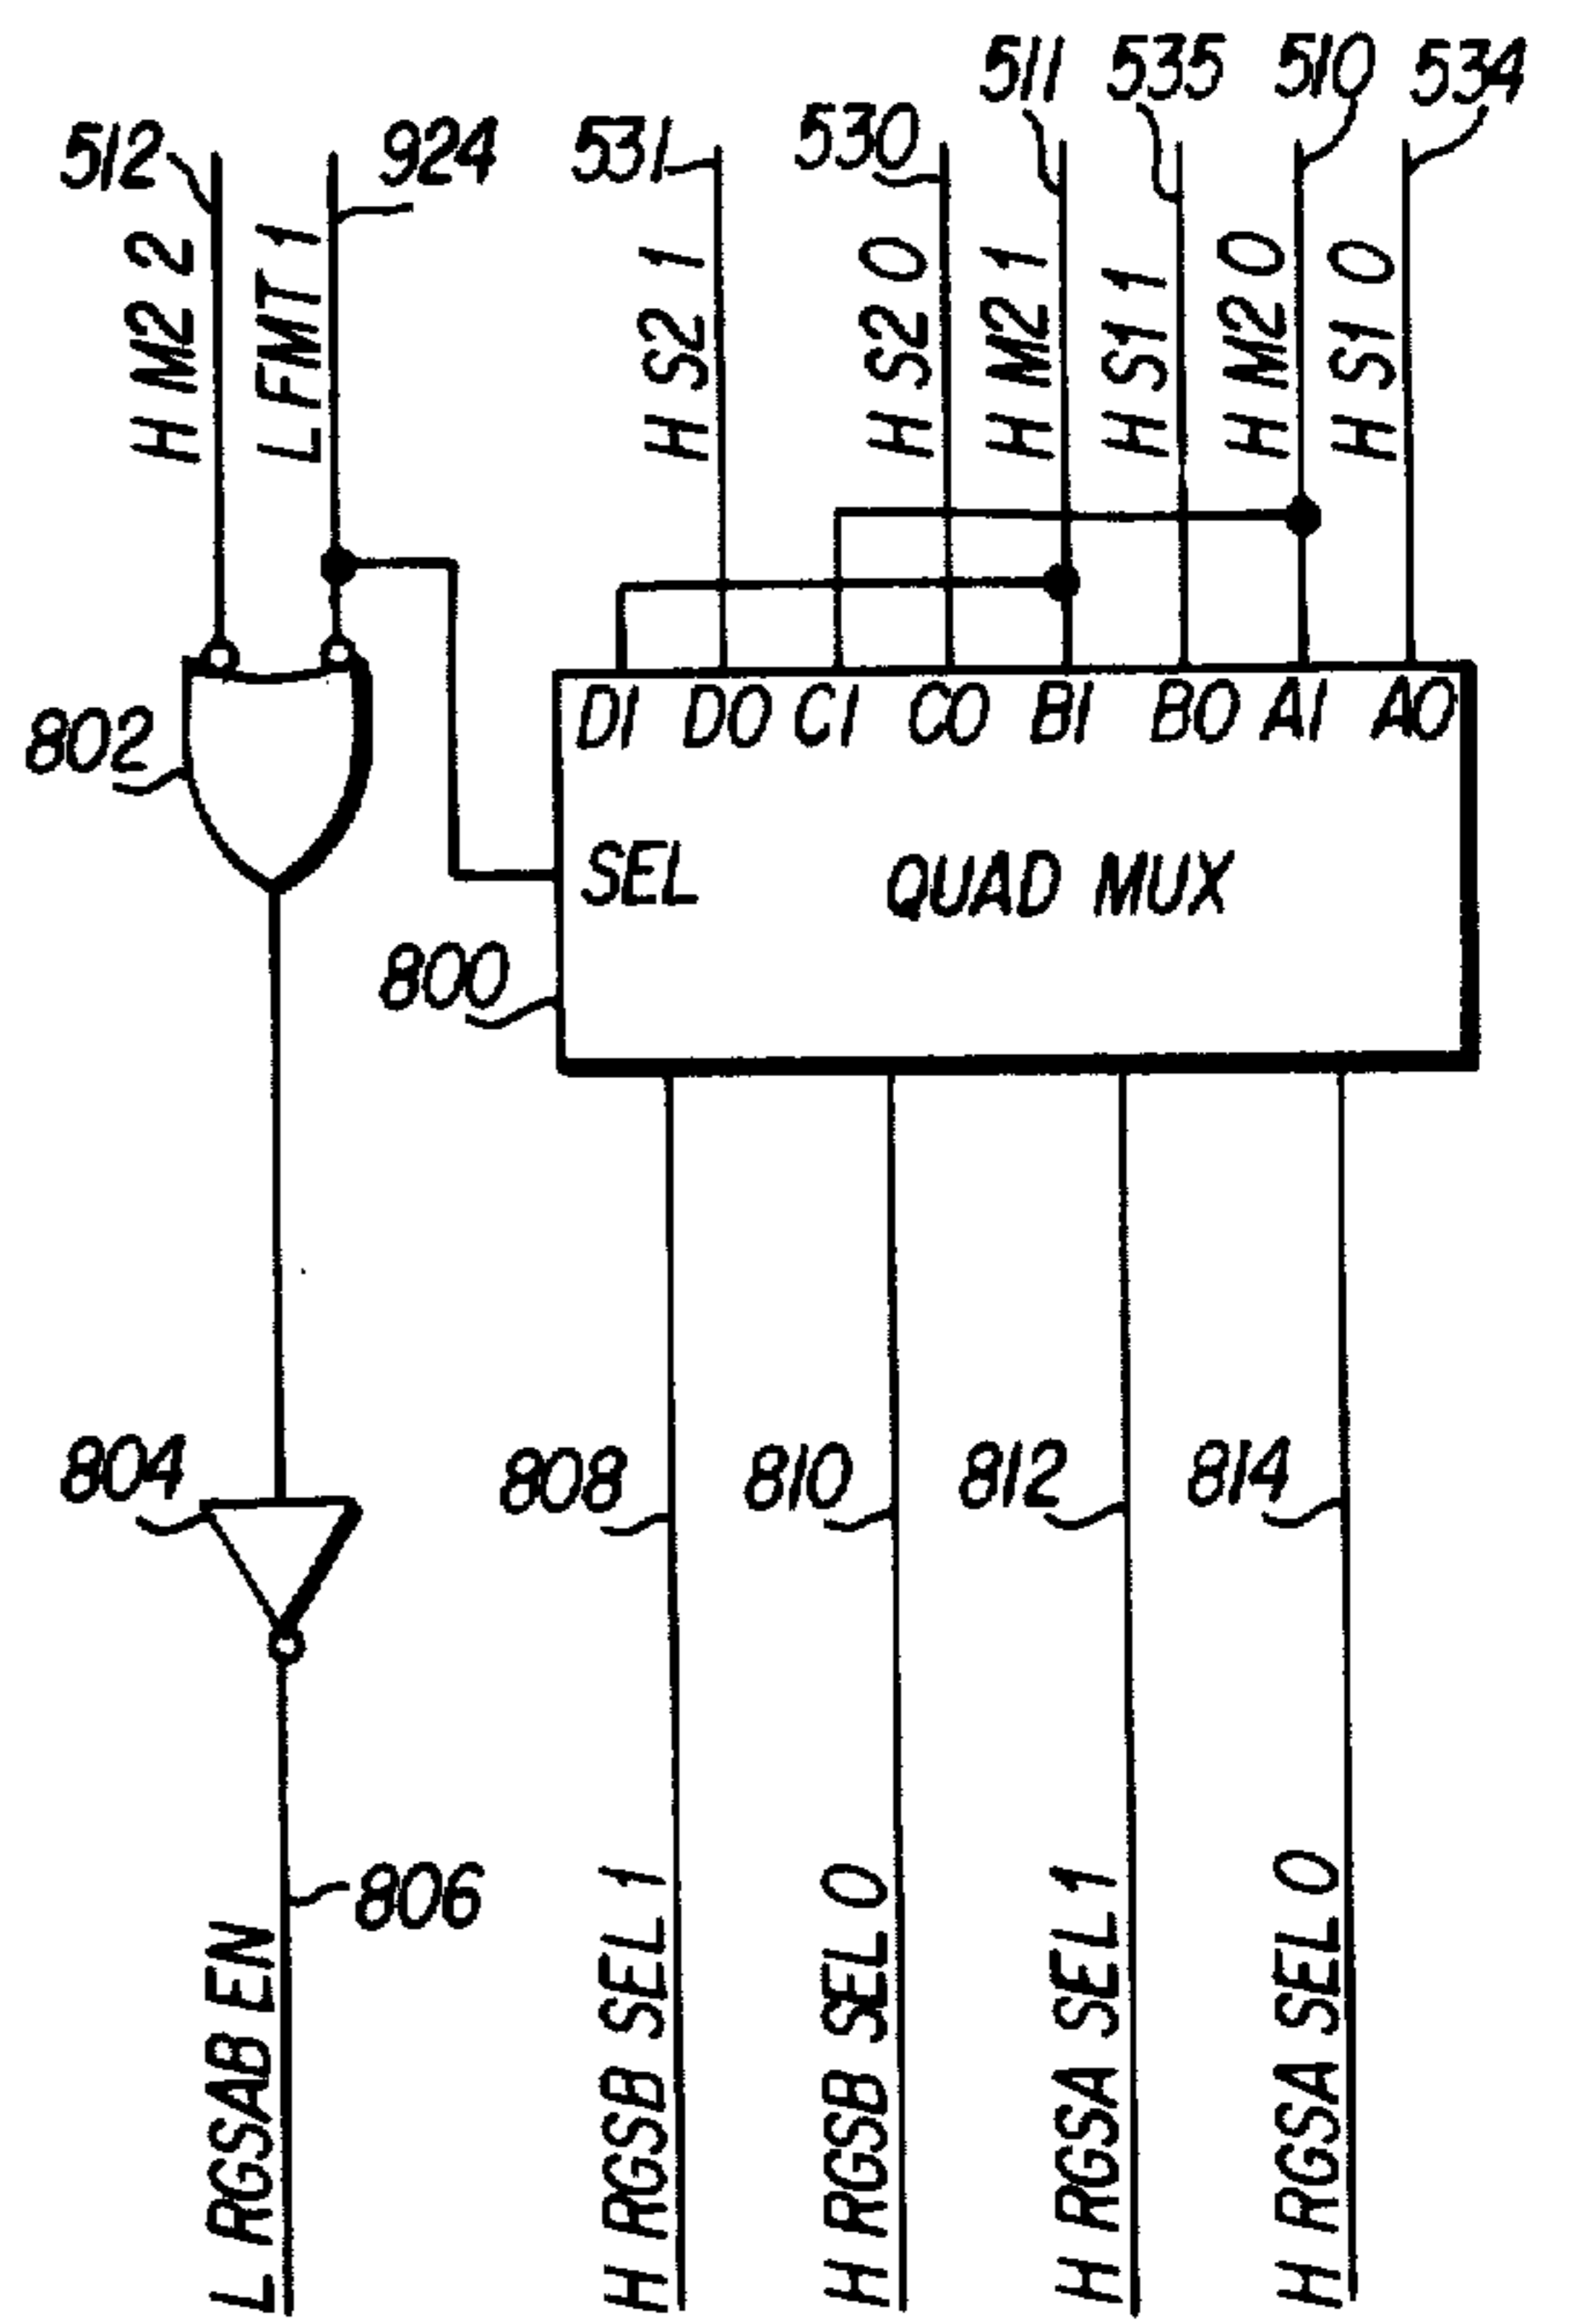 512
924
531
530
511
535
510
534
H M2 2
LFMT 1
H S2 1
H S2 0
H M2 1
H S1 1
H M2 0
H S1 0
802
D1 D0 C1 C0 B1 B0 A1 A0
SEL
QUAD MUX
800
804
808
810
812
814
806
L RGSAB EN
H RGSB SEL 1
H RGSB SEL 0
H RGSA SEL 1
H RGSA SEL 0